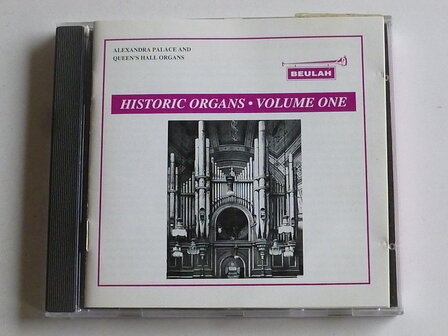 ALEXANDRA PALACE AND
QUEEN'S HALL ORGANS
BEULAH
HISTORIC ORGANS • VOLUME ONE